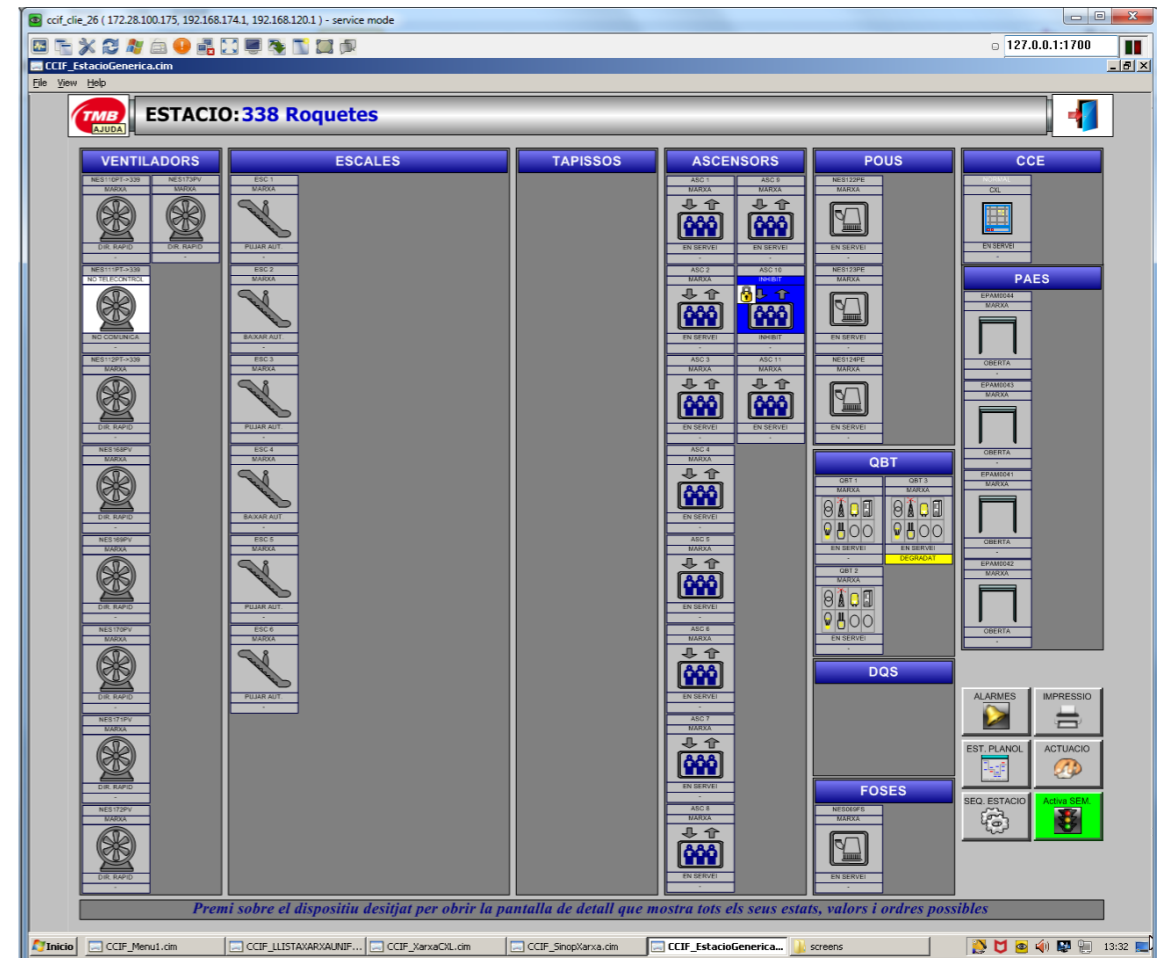 ccif_clie_26 ( 172.28.100.175, 192.168.174.1, 192.168.120.1 ) - service mode
127.0.0.1:1700
CCIF_EstacioGenerica.cim
File View Help
TMB
AJUDA
ESTACIO: 338 Roquetes
VENTILADORS
NES110PT->339
MARXA
DIR. RAPID
-
NES173PV
MARXA
DIR. RAPID
-
NES111PT->339
NO TELECONTROL
NO COMUNICA
-
NES112PT->339
MARXA
DIR. RAPID
-
NES168PV
MARXA
DIR. RAPID
-
NES169PV
MARXA
DIR. RAPID
-
NES170PV
MARXA
DIR. RAPID
-
NES171PV
MARXA
DIR. RAPID
-
NES172PV
MARXA
DIR. RAPID
-
ESCALES
ESC 1
MARXA
PUJAR AUT.
-
ESC 2
MARXA
BAIXAR AUT.
-
ESC 3
MARXA
PUJAR AUT.
-
ESC 4
MARXA
BAIXAR AUT.
-
ESC 5
MARXA
PUJAR AUT.
-
ESC 6
MARXA
PUJAR AUT.
-
TAPISSOS
ASCENSORS
ASC 1
MARXA
EN SERVEI
-
ASC 9
MARXA
EN SERVEI
-
ASC 2
MARXA
EN SERVEI
-
ASC 10
INHIBIT
INHIBIT
-
ASC 3
MARXA
EN SERVEI
-
ASC 11
MARXA
EN SERVEI
-
ASC 4
MARXA
EN SERVEI
-
ASC 5
MARXA
EN SERVEI
-
ASC 6
MARXA
EN SERVEI
-
ASC 7
MARXA
EN SERVEI
-
ASC 8
MARXA
EN SERVEI
-
POUS
NES122PE
MARXA
EN SERVEI
-
NES123PE
MARXA
EN SERVEI
-
NES124PE
MARXA
EN SERVEI
-
QBT
QBT 1
MARXA
EN SERVEI
-
QBT 3
MARXA
EN SERVEI
DEGRADAT
QBT 2
MARXA
EN SERVEI
-
DQS
FOSES
NES069FS
MARXA
EN SERVEI
-
CCE
NORMAL
CXL
EN SERVEI
-
PAES
EPAM0044
MARXA
OBERTA
-
EPAM0043
MARXA
OBERTA
-
EPAM0041
MARXA
OBERTA
-
EPAM0042
MARXA
OBERTA
-
ALARMES
IMPRESSIO
EST. PLANOL
ACTUACIO
SEQ. ESTACIO
Activa SEM.
Premi sobre el dispositiu desitjat per obrir la pantalla de detall que mostra tots els seus estats, valors i ordres possibles
Inicio
CCIF_Menu1.cim
CCIF_LLISTAXARXAUNIF...
CCIF_XarxaCXL.cim
CCIF_SinopXarxa.cim
CCIF_EstacioGenerica...
screens
13:32